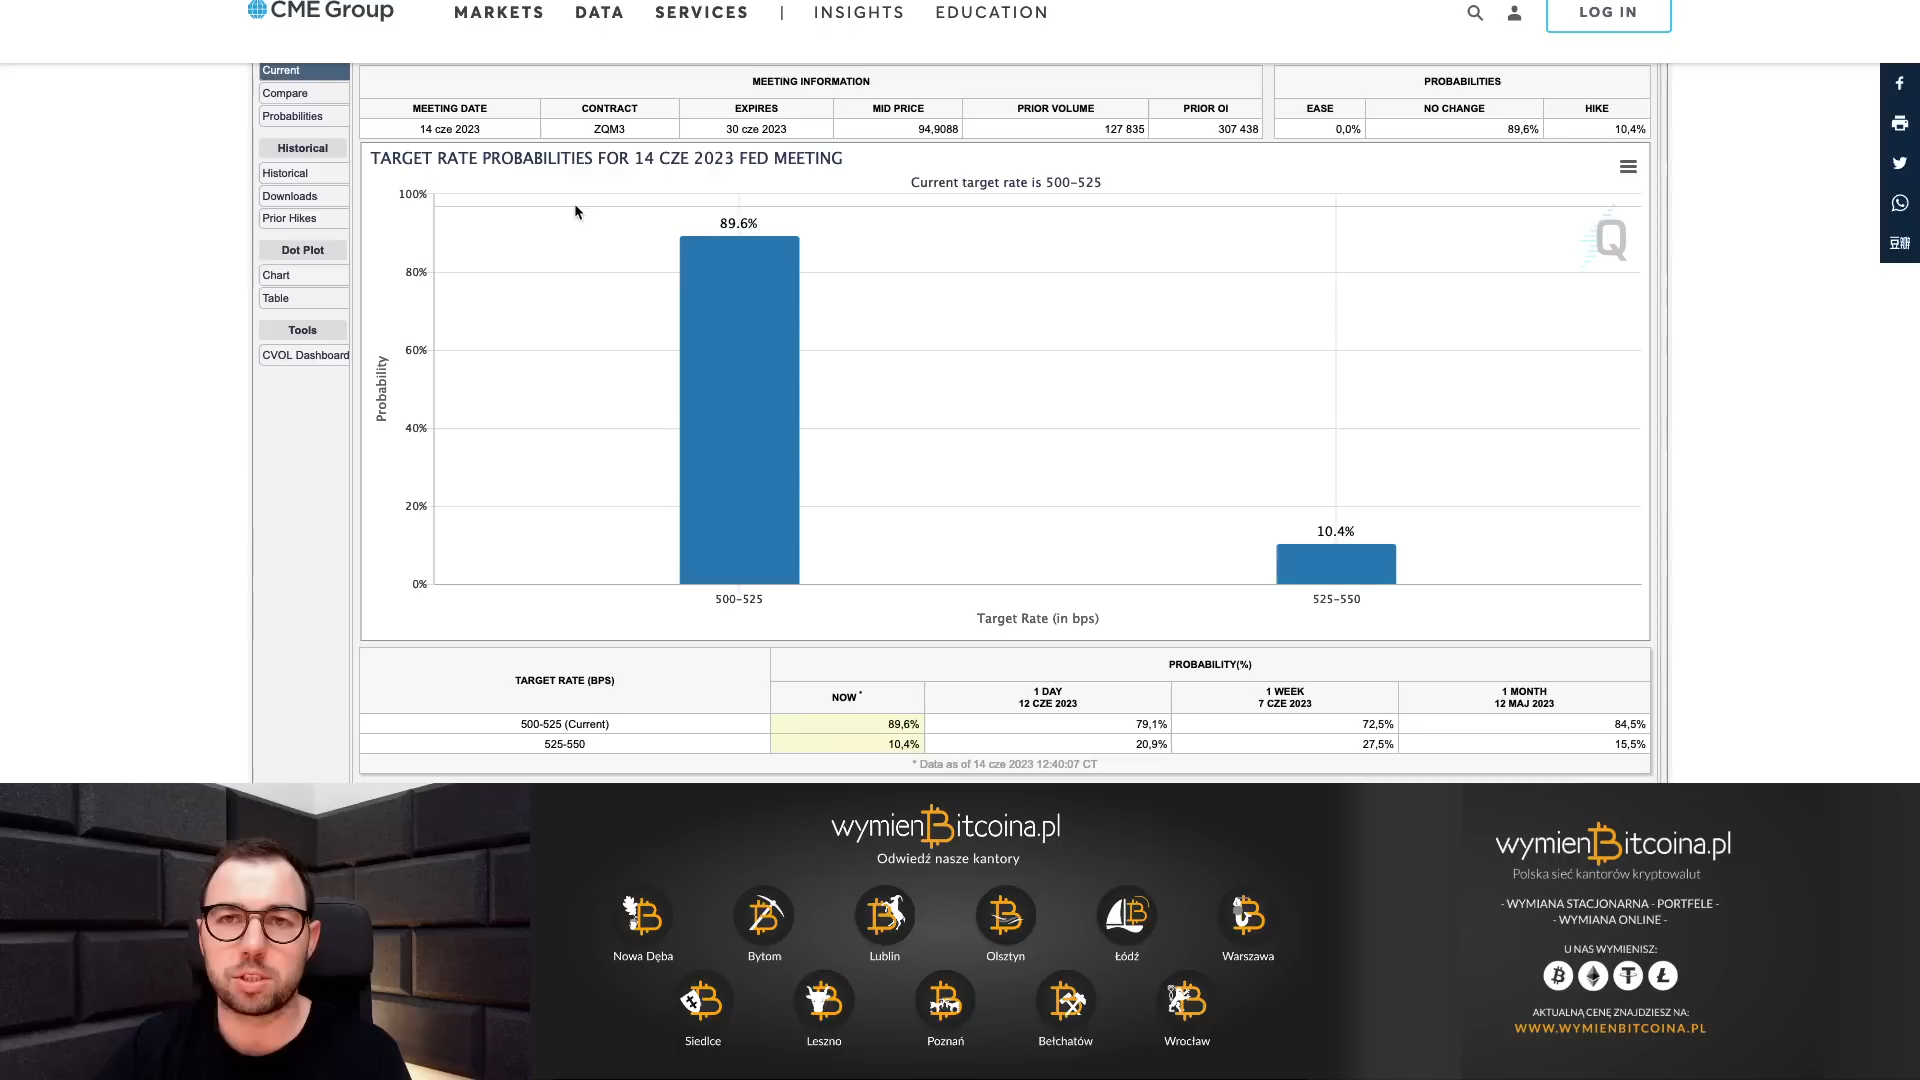 CME Group
MARKETS DATA SERVICES | INSIGHTS EDUCATION
LOG IN
Current
Compare
Probabilities
Historical
Historical
Downloads
Prior Hikes
Dot Plot
Chart
Table
Tools
CVOL Dashboard
MEETING INFORMATION
MEETING DATE CONTRACT EXPIRES MID PRICE PRIOR VOLUME PRIOR OI
14 cze 2023 ZQM3 30 cze 2023 94,9088 127 835 307 438
PROBABILITIES
EASE NO CHANGE HIKE
0,0% 89,6% 10,4%
TARGET RATE PROBABILITIES FOR 14 CZE 2023 FED MEETING
Current target rate is 500-525
100%
80%
60%
40%
20%
0%
Probability
89.6%
10.4%
Q
500-525 525-550
Target Rate (in bps)
TARGET RATE (BPS) PROBABILITY(%)
NOW * 1 DAY 12 CZE 2023 1 WEEK 7 CZE 2023 1 MONTH 12 MAJ 2023
500-525 (Current) 89,6% 79,1% 72,5% 84,5%
525-550 10,4% 20,9% 27,5% 15,5%
* Data as of 14 cze 2023 12:40:07 CT
豆瓣
wymienBitcoina.pl
Odwiedź nasze kantory
Nowa Dęba Bytom Lublin Olsztyn Łódź Warszawa
Siedlce Leszno Poznań Bełchatów Wrocław
wymienBitcoina.pl
Polska sieć kantorów kryptowalut
- WYMIANA STACJONARNA - PORTFELE -
- WYMIANA ONLINE -
U NAS WYMIENISZ:
AKTUALNĄ CENĘ ZNAJDZIESZ NA:
WWW.WYMIENBITCOINA.PL